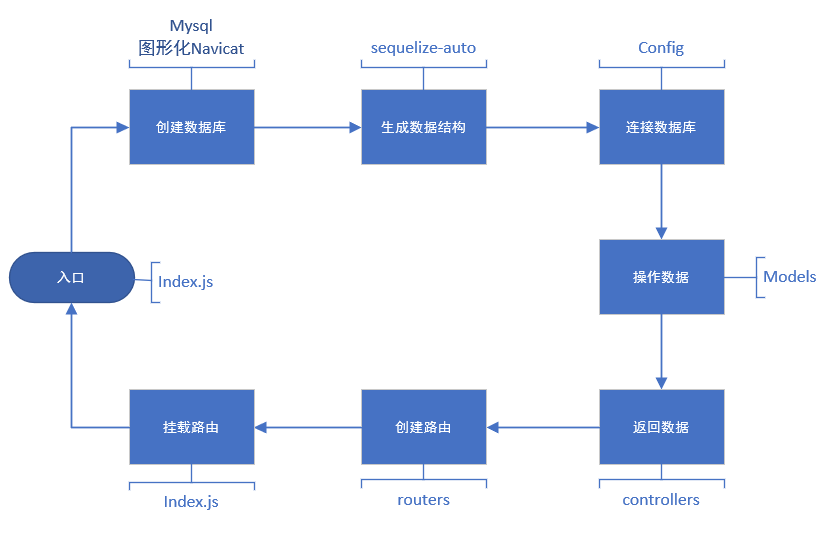 Mysql
图形化Navicat
sequelize-auto
Config
创建数据库
生成数据结构
连接数据库
入口
Index.js
操作数据
Models
挂载路由
创建路由
返回数据
Index.js
routers
controllers